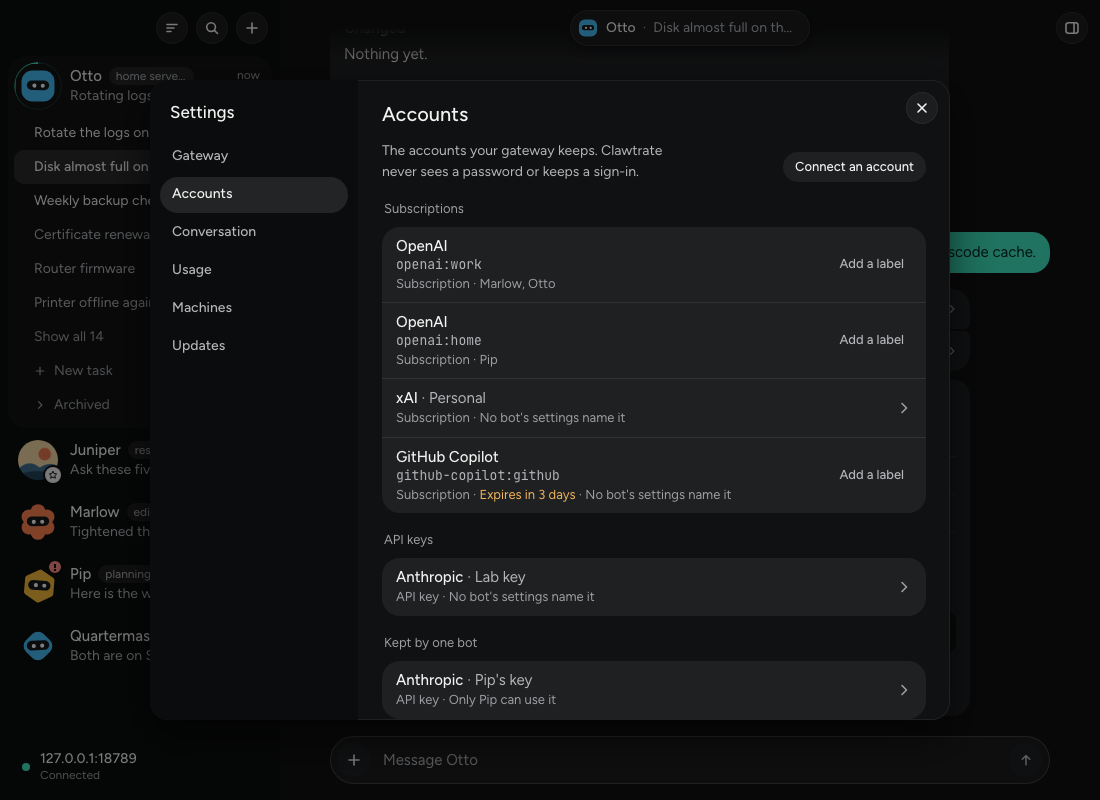 Otto · Disk almost full on th...
Nothing yet.
Otto home serve... now
Rotating logs
Rotate the logs on
Disk almost full on
Weekly backup che
Certificate renewa
Router firmware
Printer offline again
Show all 14
+ New task
Archived
Juniper res
Ask these five
Marlow edi
Tightened th
Pip planning
Here is the w
Quartermas
Both are on S
127.0.0.1:18789
Connected
Settings
Gateway
Accounts
Conversation
Usage
Machines
Updates
Accounts
The accounts your gateway keeps. Clawtrate
never sees a password or keeps a sign-in.
Connect an account
Subscriptions
OpenAI
openai:work
Subscription · Marlow, Otto
Add a label
OpenAI
openai:home
Subscription · Pip
Add a label
xAI · Personal
Subscription · No bot's settings name it
GitHub Copilot
github-copilot:github
Subscription · Expires in 3 days · No bot's settings name it
Add a label
API keys
Anthropic · Lab key
API key · No bot's settings name it
Kept by one bot
Anthropic · Pip's key
API key · Only Pip can use it
scode cache.
Message Otto